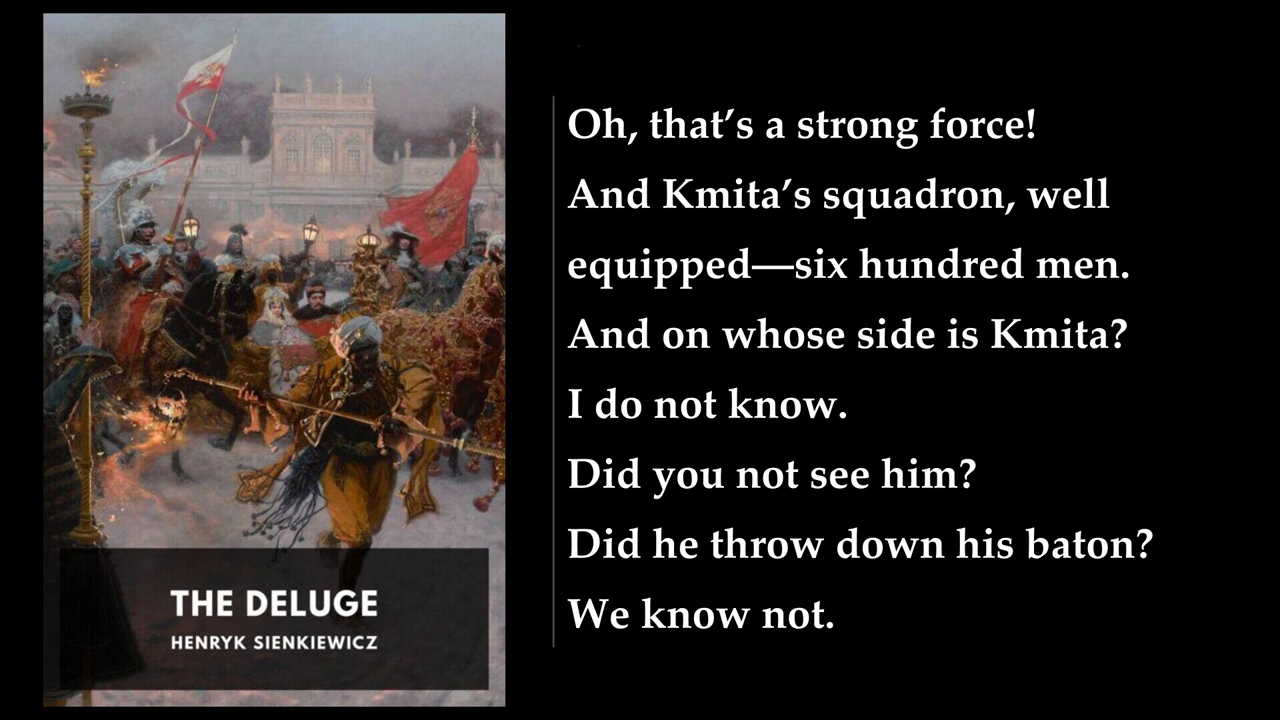 THE DELUGE
HENRYK SIENKIEWICZ
Oh, that’s a strong force!
And Kmita’s squadron, well
equipped—six hundred men.
And on whose side is Kmita?
I do not know.
Did you not see him?
Did he throw down his baton?
We know not.